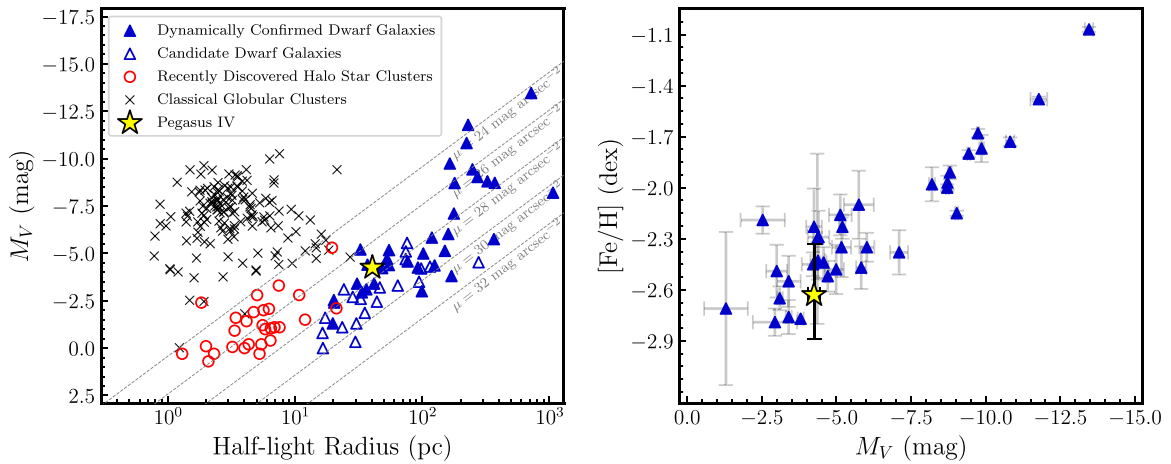 −17.5
−15.0
−12.5
−10.0
−7.5
−5.0
−2.5
0.0
2.5
M_V (mag)
Dynamically Confirmed Dwarf Galaxies
Candidate Dwarf Galaxies
Recently Discovered Halo Star Clusters
Classical Globular Clusters
Pegasus IV
μ = 24 mag arcsec⁻²
μ = 26 mag arcsec⁻²
μ = 28 mag arcsec⁻²
μ = 30 mag arcsec⁻²
μ = 32 mag arcsec⁻²
10⁰ 10¹ 10² 10³
Half-light Radius (pc)
−1.1
−1.4
−1.7
−2.0
−2.3
−2.6
−2.9
[Fe/H] (dex)
0.0 −2.5 −5.0 −7.5 −10.0 −12.5 −15.0
M_V (mag)